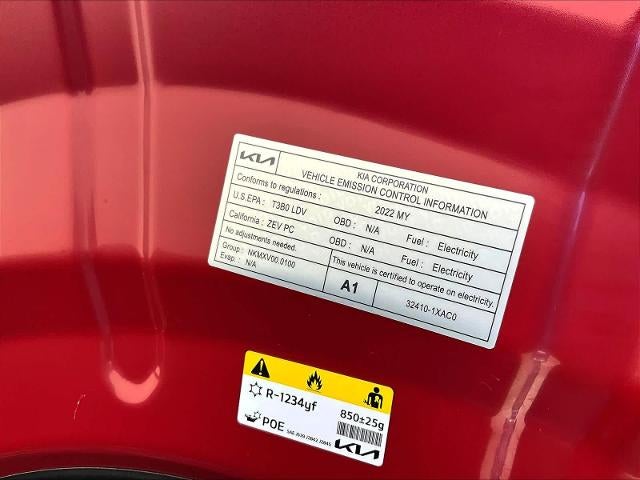 KIA
KIA CORPORATION
VEHICLE EMISSION CONTROL INFORMATION
Conforms to regulations : 2022 MY
U.S.EPA : T3B0 LDV OBD : N/A Fuel : Electricity
California : ZEV PC OBD : N/A Fuel : Electricity
No adjustments needed. This vehicle is certified to operate on electricity.
Group : NKMXV00.0100
Evap. : N/A
A1 32410-1XAC0
R-1234yf 850±25g
POE
KIA